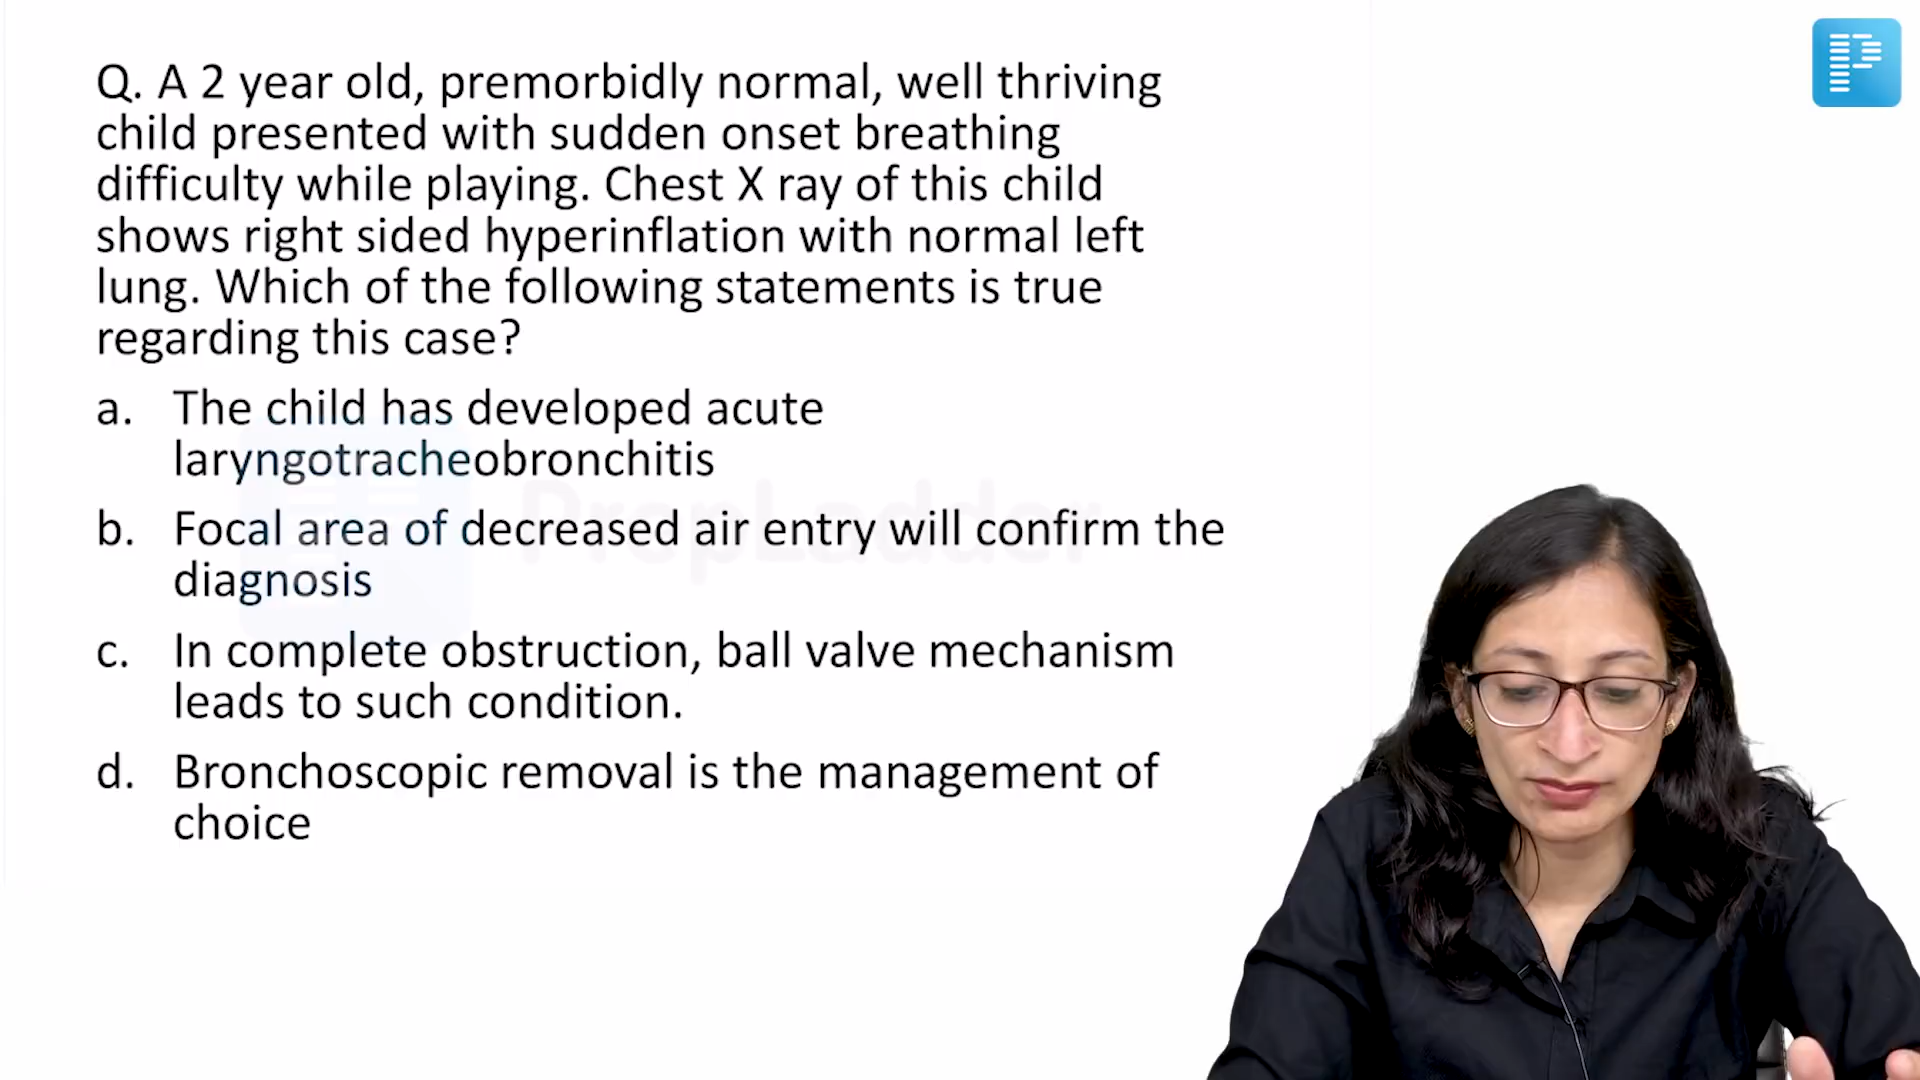 Q. A 2 year old, premorbidly normal, well thriving
child presented with sudden onset breathing
difficulty while playing. Chest X ray of this child
shows right sided hyperinflation with normal left
lung. Which of the following statements is true
regarding this case?
a. The child has developed acute
laryngotracheobronchitis
b. Focal area of decreased air entry will confirm the
diagnosis
c. In complete obstruction, ball valve mechanism
leads to such condition.
d. Bronchoscopic removal is the management of
choice
PrepLadder